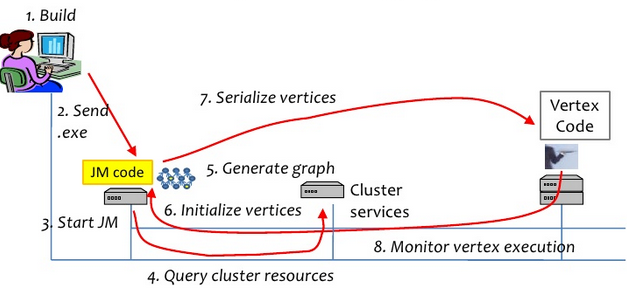 1. Build
2. Send
.exe
7. Serialize vertices
Vertex
Code
JM code
5. Generate graph
Cluster
services
6. Initialize vertices
3. Start JM
8. Monitor vertex execution
4. Query cluster resources